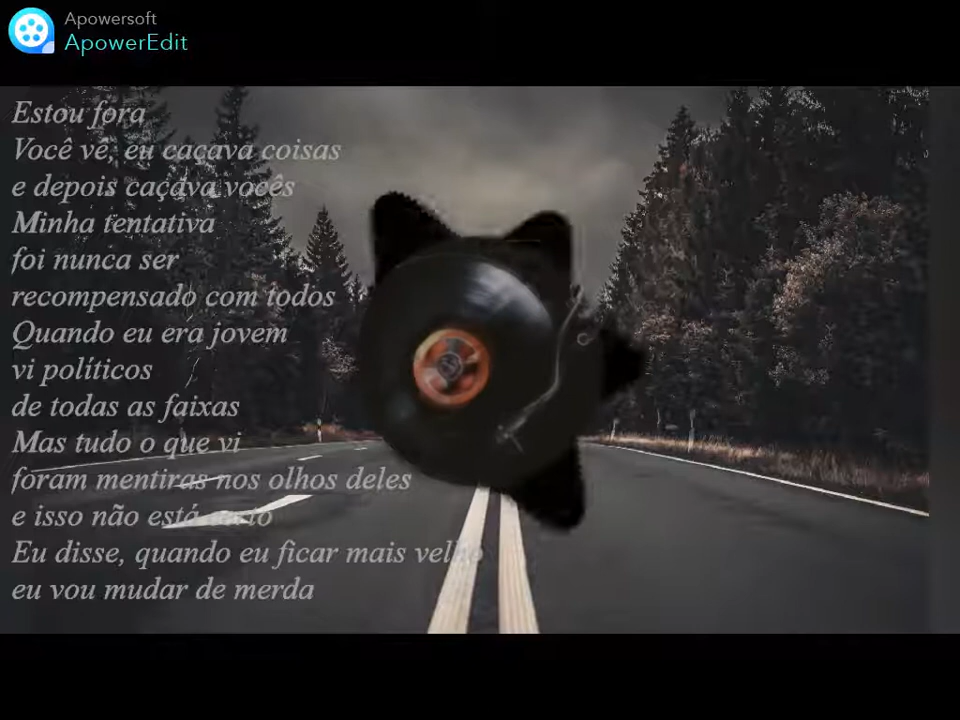 Apowersoft
ApowerEdit
Estou fora
Você vê, eu caçava coisas
e depois caçava vocês
Minha tentativa
foi nunca ser
recompensado com todos
Quando eu era jovem
vi políticos
de todas as faixas
Mas tudo o que vi
foram mentiras nos olhos deles
e isso não está certo
Eu disse, quando eu ficar mais velho
eu vou mudar de merda